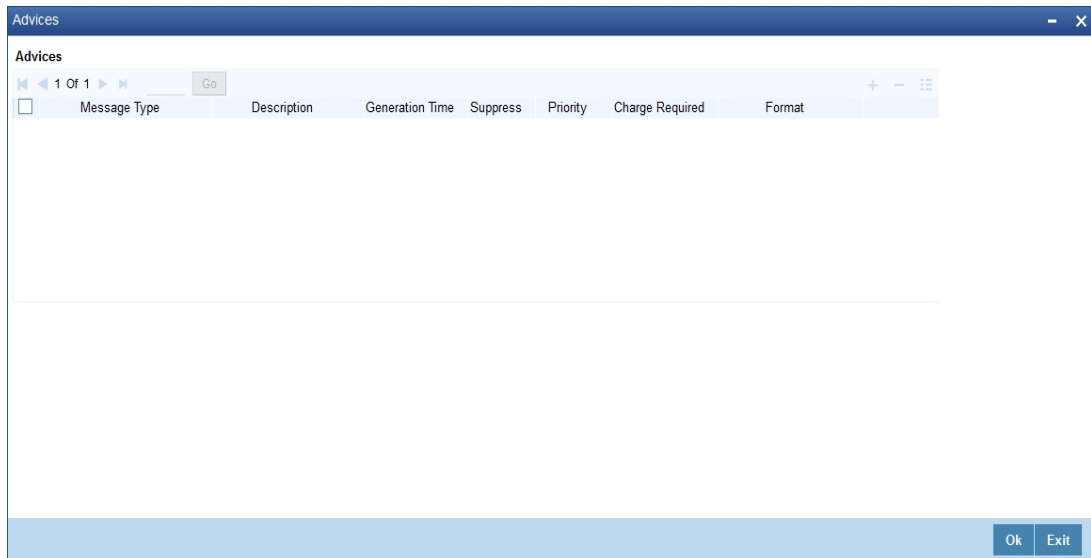 Advices
Advices
1 Of 1 Go
Message Type Description Generation Time Suppress Priority Charge Required Format
Ok Exit